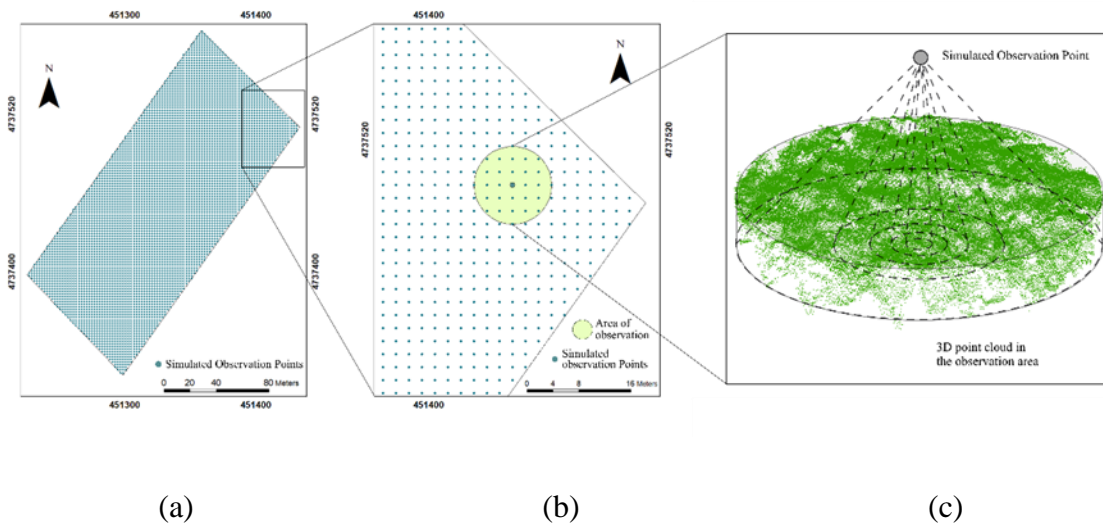 451300
451400
N
4737520
4737520
4737400
4737400
Simulated Observation Points
0 20 40 80 Meters
451300
451400
451400
N
4737520
4737520
Area of
observation
Simulated
observation Points
0 4 8 16 Meters
451400
Simulated Observation Point
3D point cloud in
the observation area
(a)
(b)
(c)